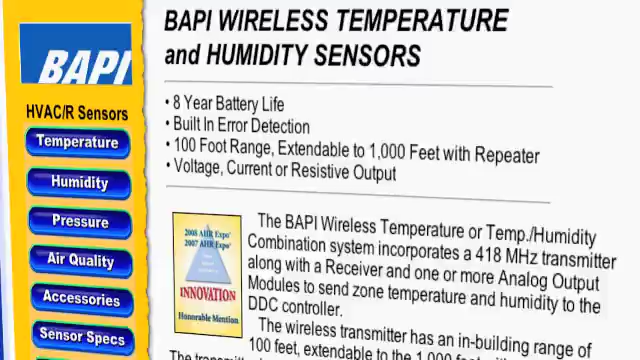 BAPI
HVAC/R Sensors
Temperature
Humidity
Pressure
Air Quality
Accessories
Sensor Specs
BAPI WIRELESS TEMPERATURE
and HUMIDITY SENSORS
• 8 Year Battery Life
• Built In Error Detection
• 100 Foot Range, Extendable to 1,000 Feet with Repeater
• Voltage, Current or Resistive Output
2008 AHR Expo
2007 AHR Expo
INNOVATION
Honorable Mention
The BAPI Wireless Temperature or Temp./Humidity
Combination system incorporates a 418 MHz transmitter
along with a Receiver and one or more Analog Output
Modules to send zone temperature and humidity to the
DDC controller.
The wireless transmitter has an in-building range of
100 feet, extendable to the 1,000 feet with
The